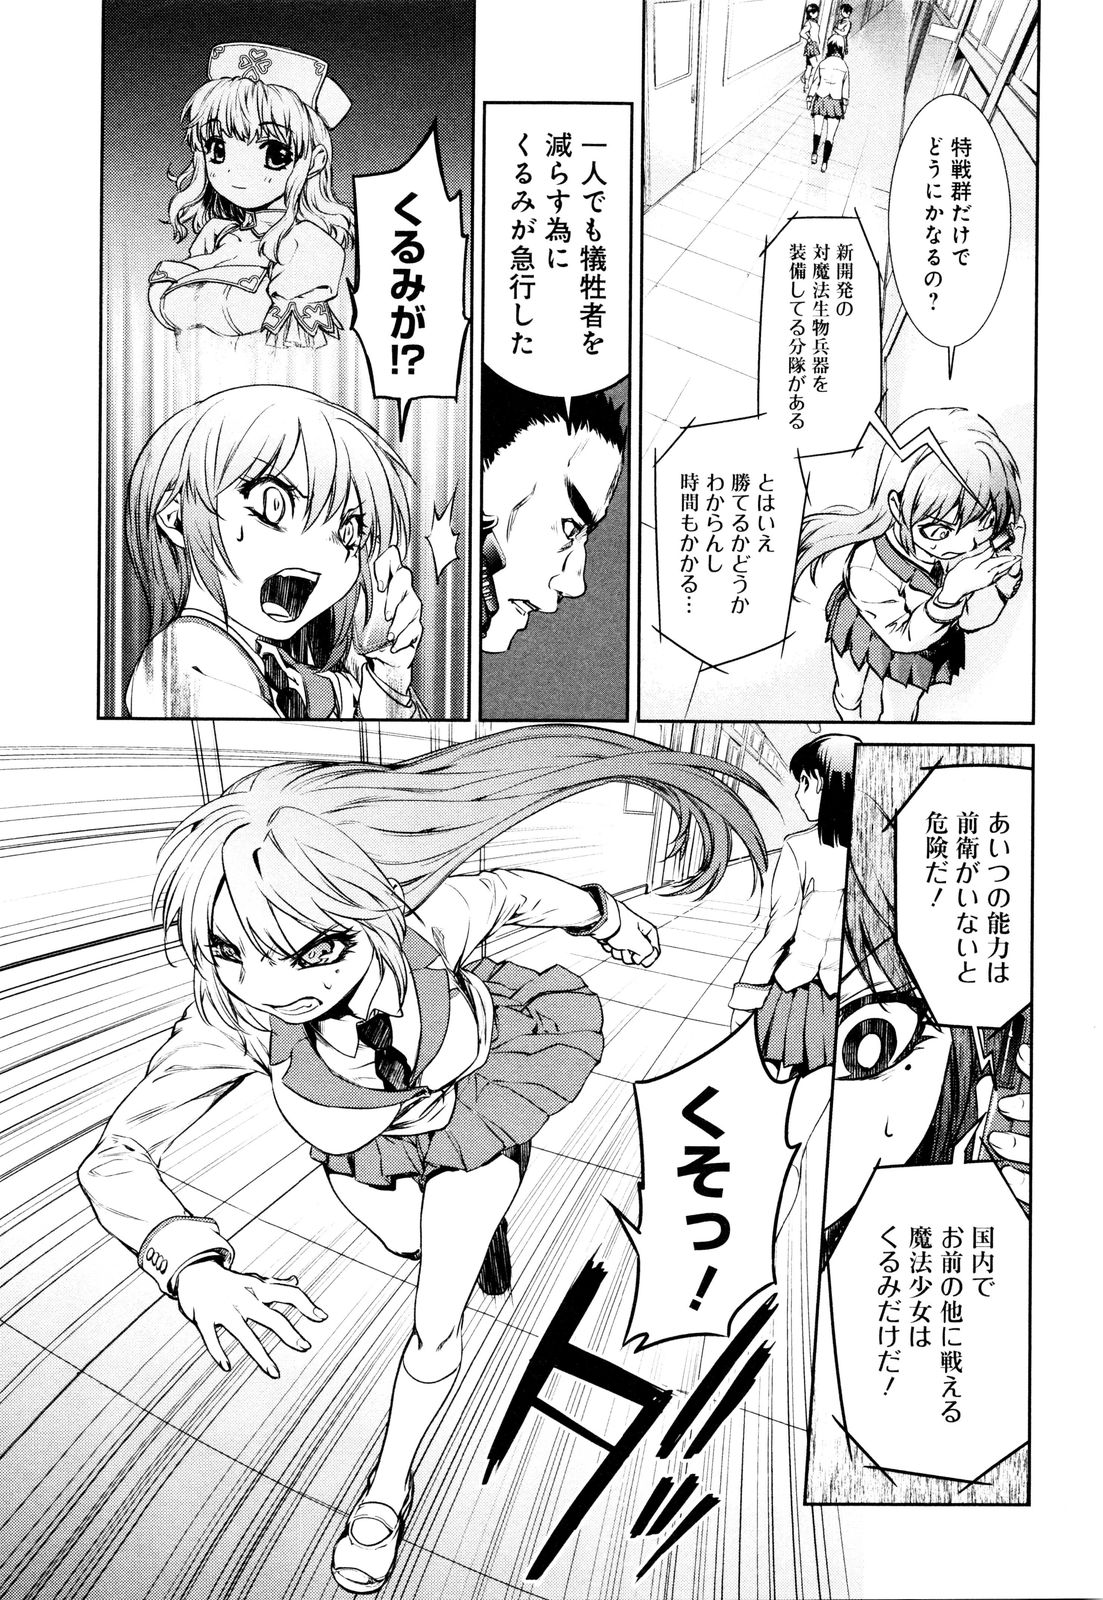 特戦群だけで
どうにかなるの？
新開発の
対魔法生物兵器を
装備してる分隊がある
とはいえ
勝てるかどうか
わからんし
時間もかかる…
一人でも犠牲者を
減らす為に
くるみが急行した
くるみが!?
あいつの能力は
前衛がいないと
危険だ！
国内で
お前の他に戦える
魔法少女は
くるみだけだ！
くそっ！
ダッ